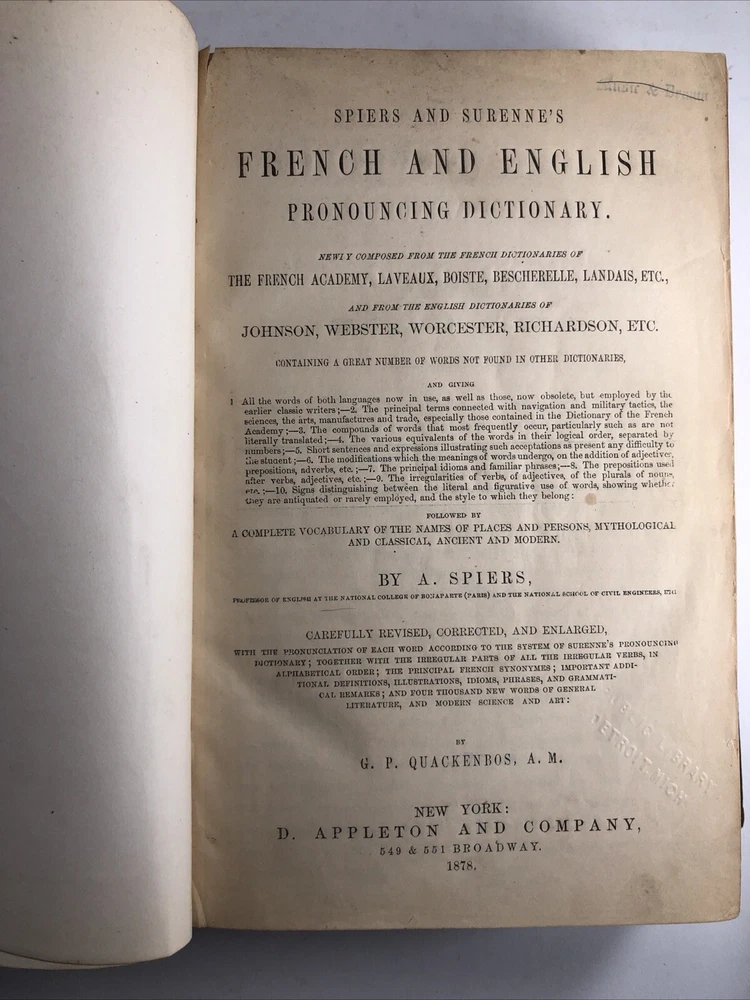 SPIERS AND SURENNE'S
FRENCH AND ENGLISH
PRONOUNCING DICTIONARY.
NEWLY COMPOSED FROM THE FRENCH DICTIONARIES OF
THE FRENCH ACADEMY, LAVEAUX, BOISTE, BESCHERELLE, LANDAIS, ETC.,
AND FROM THE ENGLISH DICTIONARIES OF
JOHNSON, WEBSTER, WORCESTER, RICHARDSON, ETC.
CONTAINING A GREAT NUMBER OF WORDS NOT FOUND IN OTHER DICTIONARIES,
AND GIVING
1 All the words of both languages now in use, as well as those, now obsolete, but employed by the
earlier classic writers;—2. The principal terms connected with navigation and military tactics, the
sciences, the arts, manufactures and trade, especially those contained in the Dictionary of the French
Academy;—3. The compounds of words that most frequently occur, particularly such as are not
literally translated;—4. The various equivalents of the words in their logical order, separated by
numbers;—5. Short sentences and expressions illustrating such acceptations as present any difficulty to
the student;—6. The modifications which the meanings of words undergo, on the addition of adjectives,
prepositions, adverbs, etc.;—7. The principal idioms and familiar phrases;—8. The prepositions used
after verbs, adjectives, etc.;—9. The irregularities of verbs, of adjectives, of the plurals of nouns,
etc.;—10. Signs distinguishing between the literal and figurative use of words, showing whether
they are antiquated or rarely employed, and the style to which they belong:
FOLLOWED BY
A COMPLETE VOCABULARY OF THE NAMES OF PLACES AND PERSONS, MYTHOLOGICAL
AND CLASSICAL, ANCIENT AND MODERN.
BY A. SPIERS,
PROFESSOR OF ENGLISH AT THE NATIONAL COLLEGE OF BONAPARTE (PARIS) AND THE NATIONAL SCHOOL OF CIVIL ENGINEERS,
CAREFULLY REVISED, CORRECTED, AND ENLARGED,
WITH THE PRONUNCIATION OF EACH WORD ACCORDING TO THE SYSTEM OF SURENNE'S PRONOUNCING
DICTIONARY; TOGETHER WITH THE IRREGULAR PARTS OF ALL THE IRREGULAR VERBS, IN
ALPHABETICAL ORDER; THE PRINCIPAL FRENCH SYNONYMES; IMPORTANT ADDI-
TIONAL DEFINITIONS, ILLUSTRATIONS, IDIOMS, PHRASES, AND GRAMMATI-
CAL REMARKS; AND FOUR THOUSAND NEW WORDS OF GENERAL
LITERATURE, AND MODERN SCIENCE AND ART:
BY
G. P. QUACKENBOS, A. M.
LIBRARY
DETROIT, MICH
NEW YORK:
D. APPLETON AND COMPANY,
549 & 551 BROADWAY.
1878.